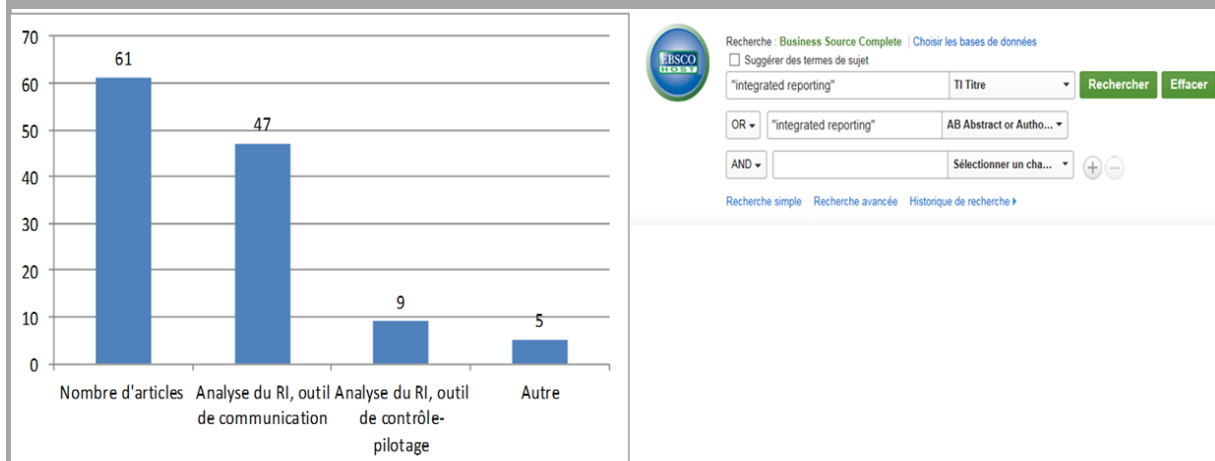 70
60
50
40
30
20
10
0
61
47
9
5
Nombre d'articles
Analyse du RI, outil
de communication
Analyse du RI, outil
de contrôle-
pilotage
Autre
EBSCO
HOST
Recherche : Business Source Complete | Choisir les bases de données
Suggérer des termes de sujet
"integrated reporting" TI Titre Rechercher Effacer
OR "integrated reporting" AB Abstract or Autho...
AND Sélectionner un cha...
Recherche simple Recherche avancée Historique de recherche